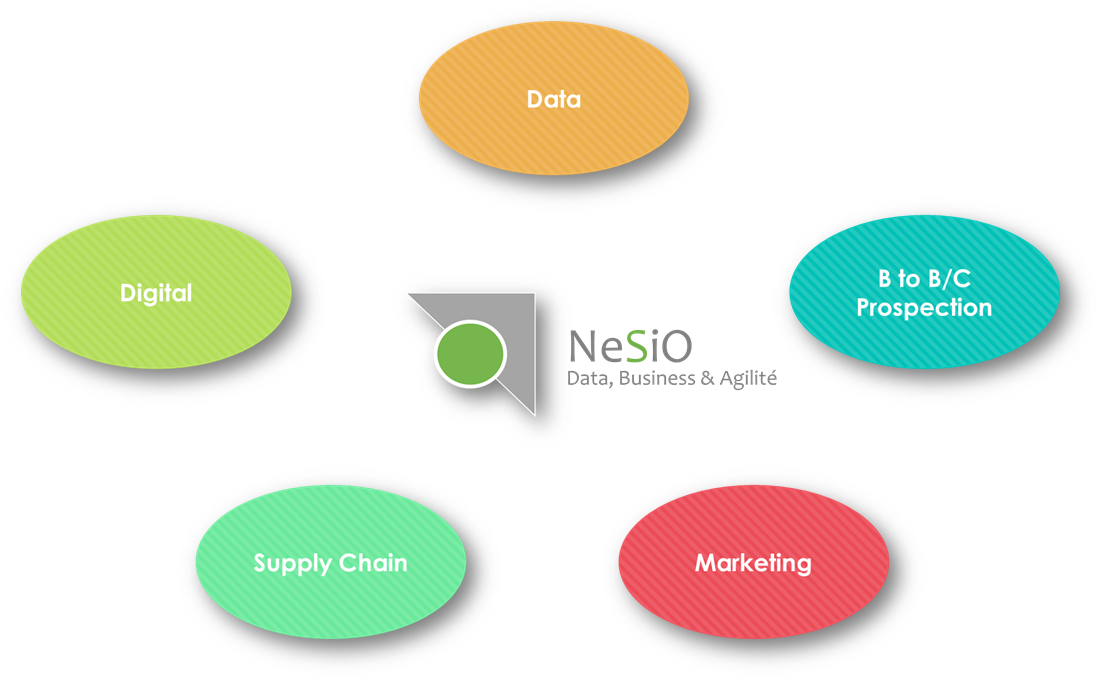 Data
Digital
B to B/C
Prospection
NeSiO
Data, Business & Agilité
Supply Chain
Marketing